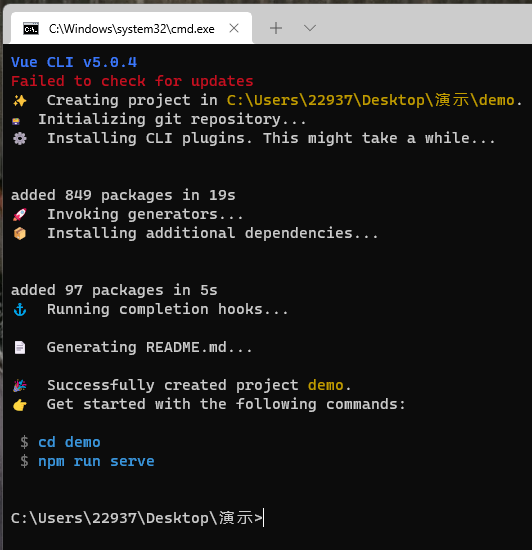 C:\Windows\system32\cmd.exe
Vue CLI v5.0.4
Failed to check for updates
✨ Creating project in C:\Users\22937\Desktop\演示\demo.
Initializing git repository...
⚙️ Installing CLI plugins. This might take a while...
added 849 packages in 19s
🚀 Invoking generators...
📦 Installing additional dependencies...
added 97 packages in 5s
⚓ Running completion hooks...
📄 Generating README.md...
🎉 Successfully created project demo.
👉 Get started with the following commands:
$ cd demo
$ npm run serve
C:\Users\22937\Desktop\演示>